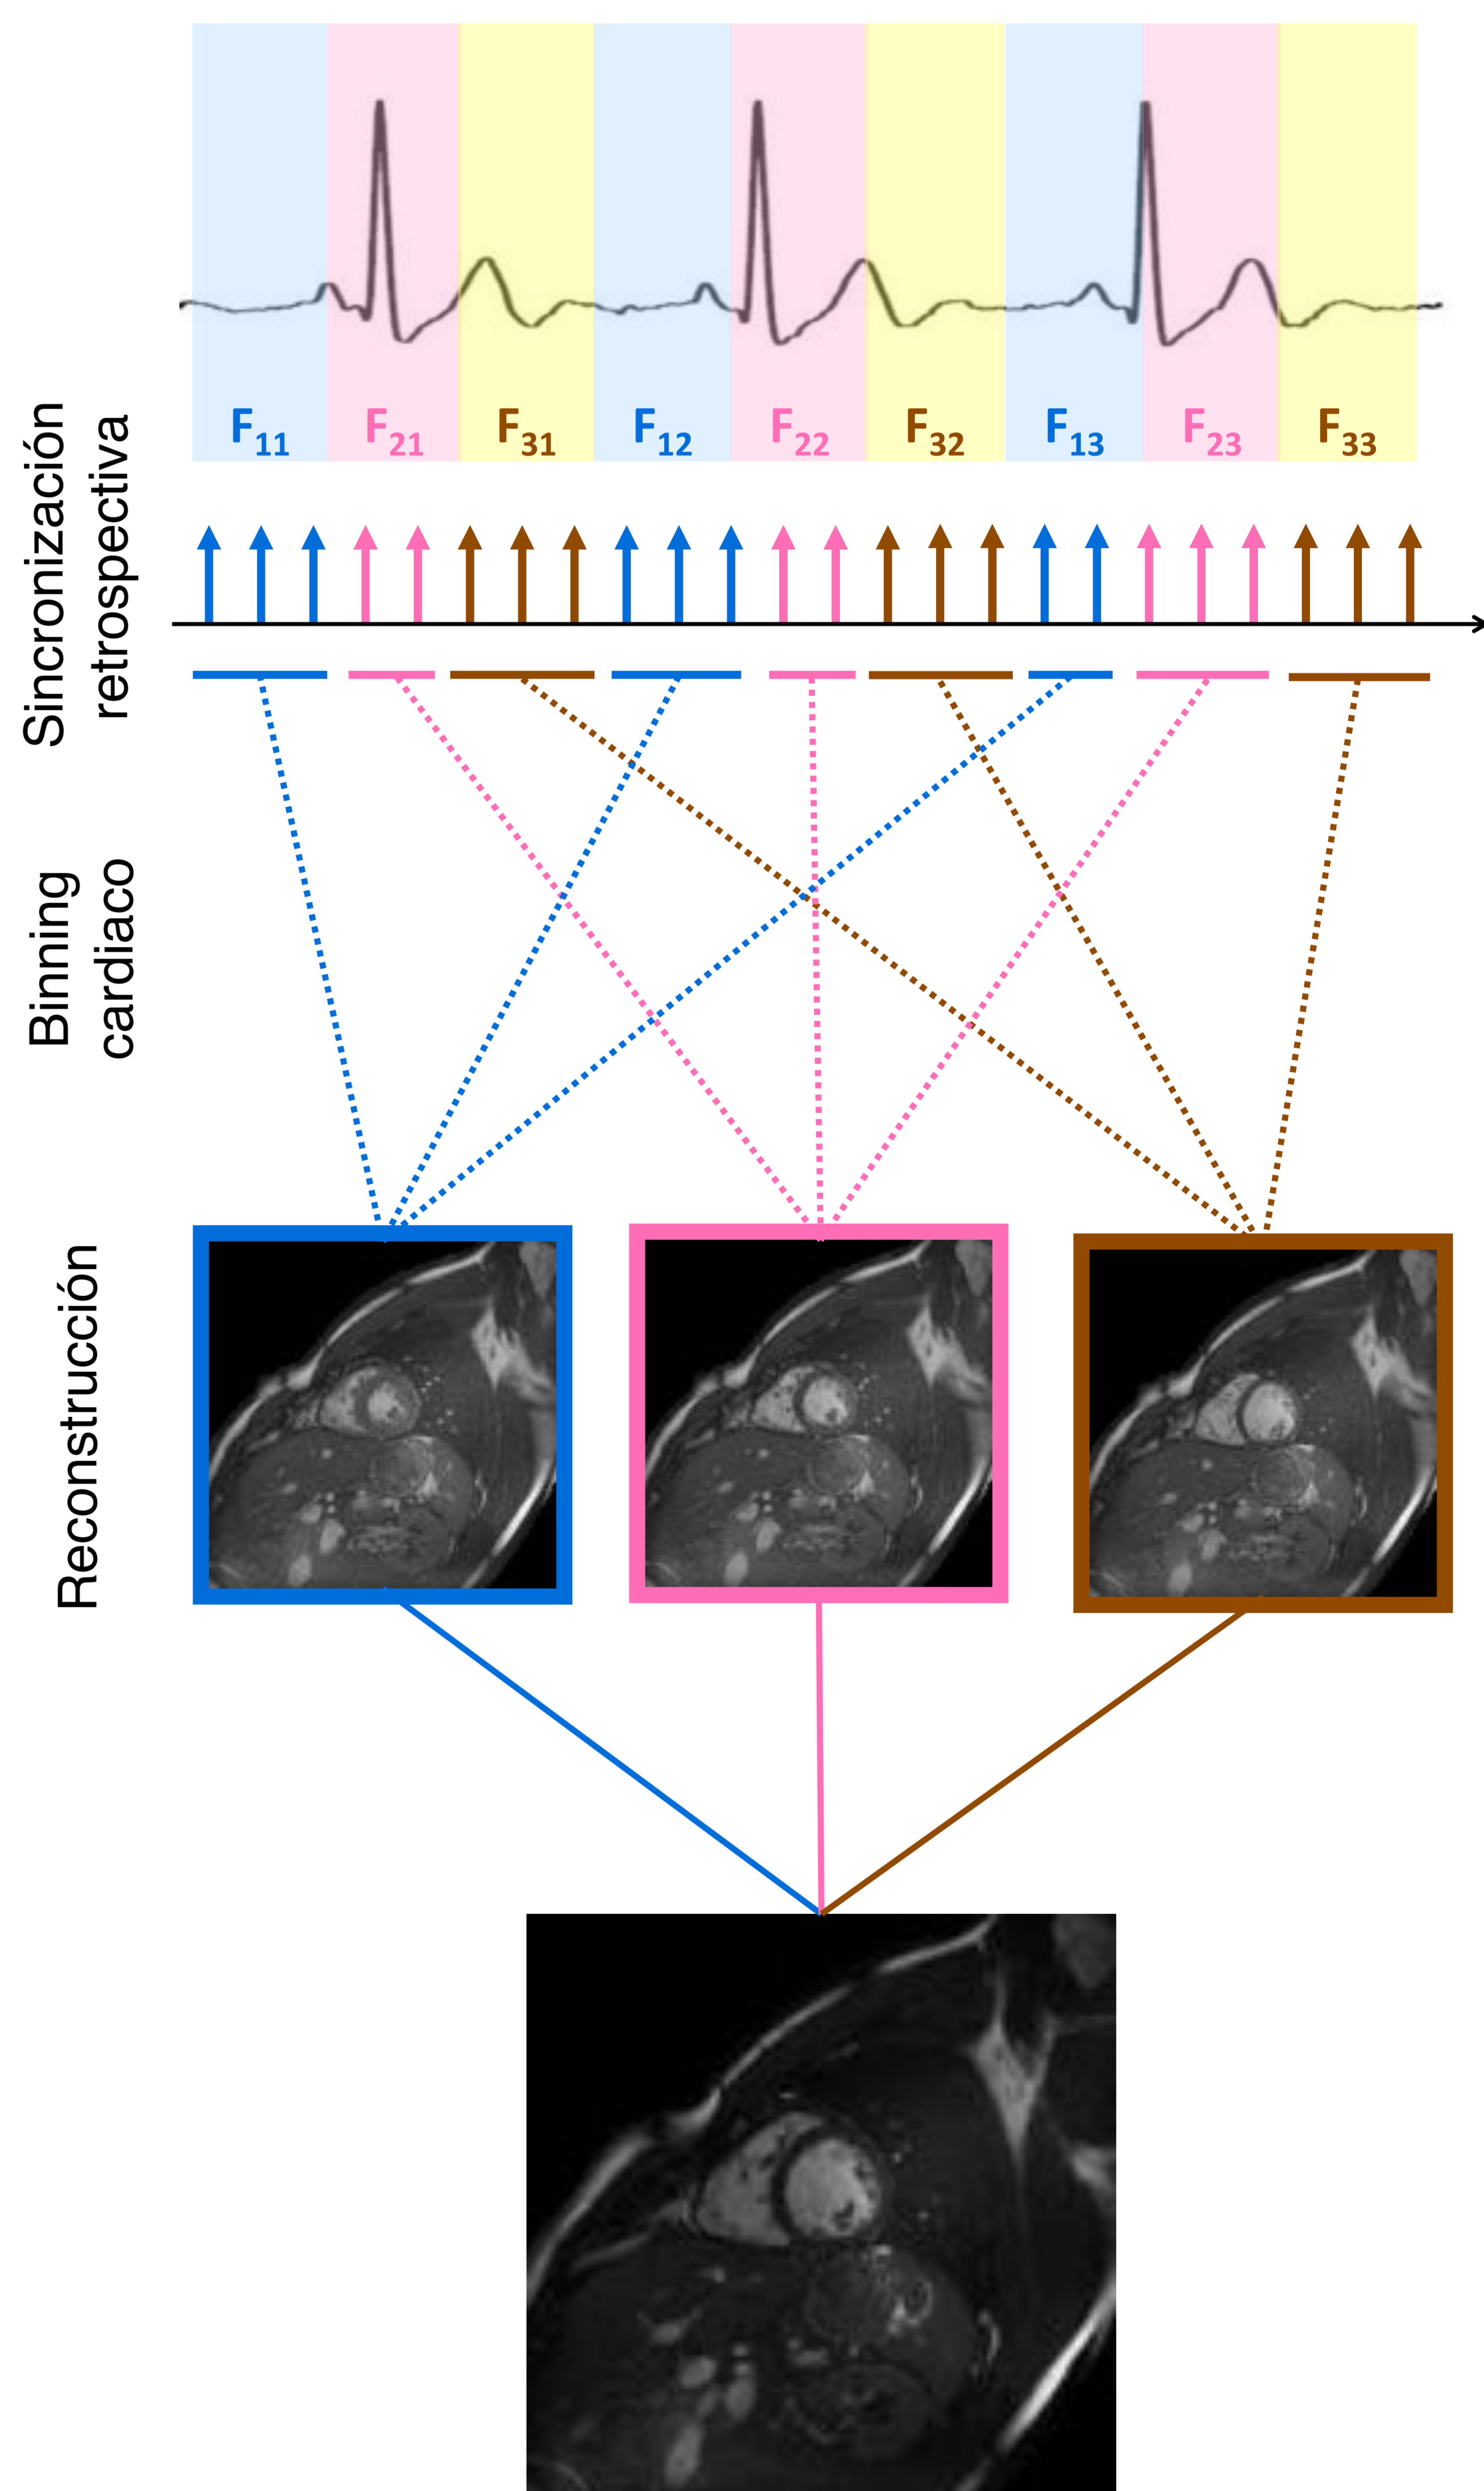 F11 F21 F31 F12 F22 F32 F13 F23 F33
Sincronización
retrospectiva
Binning
cardiaco
Reconstrucción